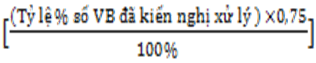 [(Tỷ lệ % số VB đã kiến nghị xử lý) ×0,75
100%]